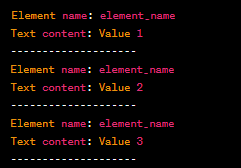 Element name: element_name
Text content: Value 1
--------------------
Element name: element_name
Text content: Value 2
--------------------
Element name: element_name
Text content: Value 3
--------------------